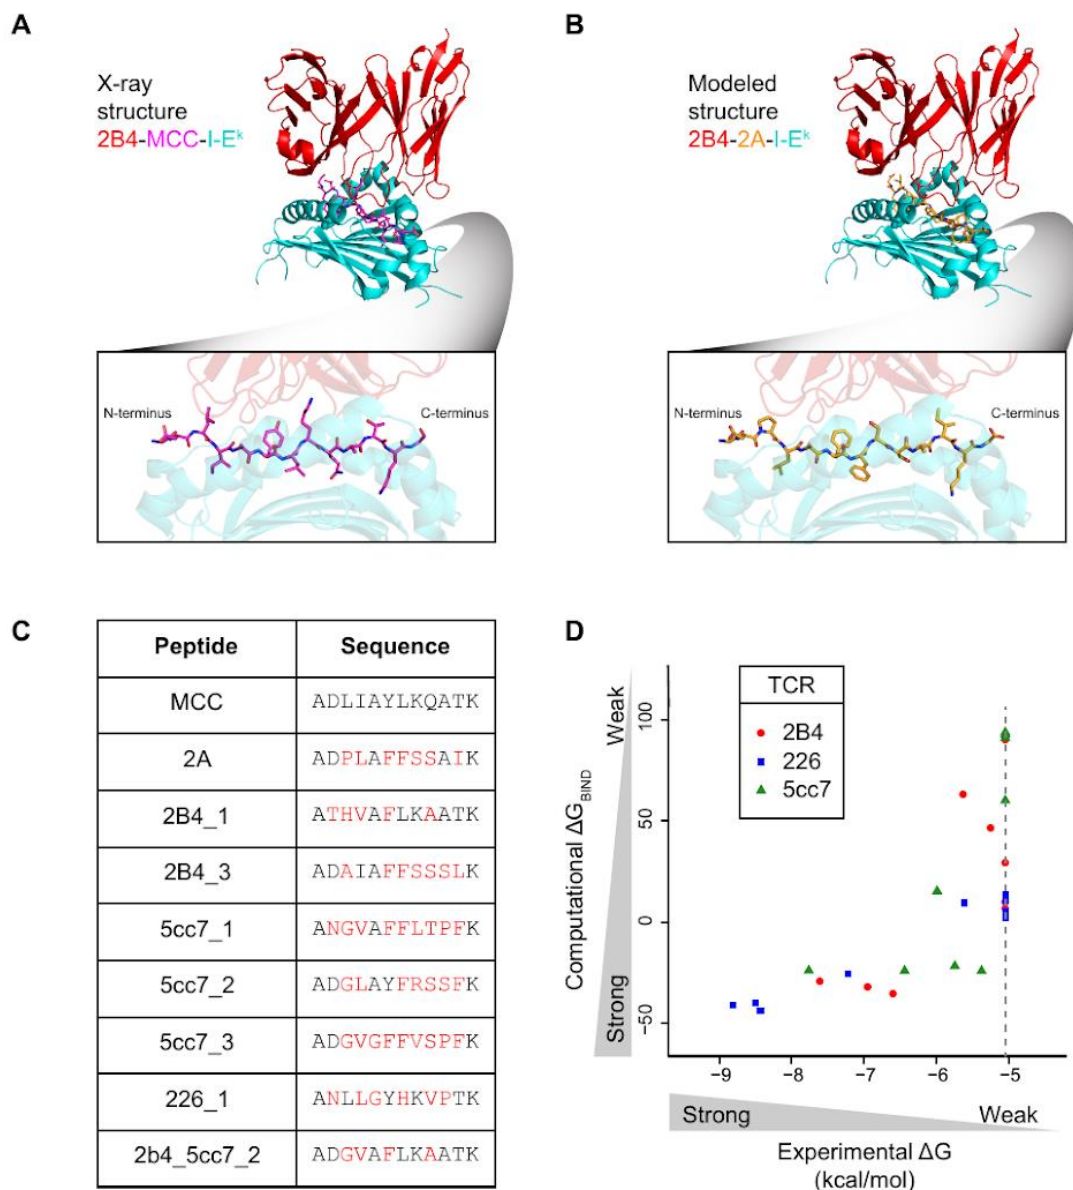 A
X-ray
structure
2B4-MCC-I-Eᵏ
N-terminus
C-terminus
B
Modeled
structure
2B4-2A-I-Eᵏ
N-terminus
C-terminus
C
Peptide Sequence
MCC ADLIAYLKQATK
2A ADPLAFFSSAIK
2B4_1 ATHVAFLKAATK
2B4_3 ADAIAFFSSSLK
5cc7_1 ANGVAFFLTPFK
5cc7_2 ADGLAYFRSSFK
5cc7_3 ADGVGFFVSPFK
226_1 ANLLGYHKVPTK
2b4_5cc7_2 ADGVAFLKAATK
D
TCR
2B4
226
5cc7
Weak
Strong
Computational ΔG_BIND
100
50
0
−50
−9 −8 −7 −6 −5
Strong Weak
Experimental ΔG
(kcal/mol)